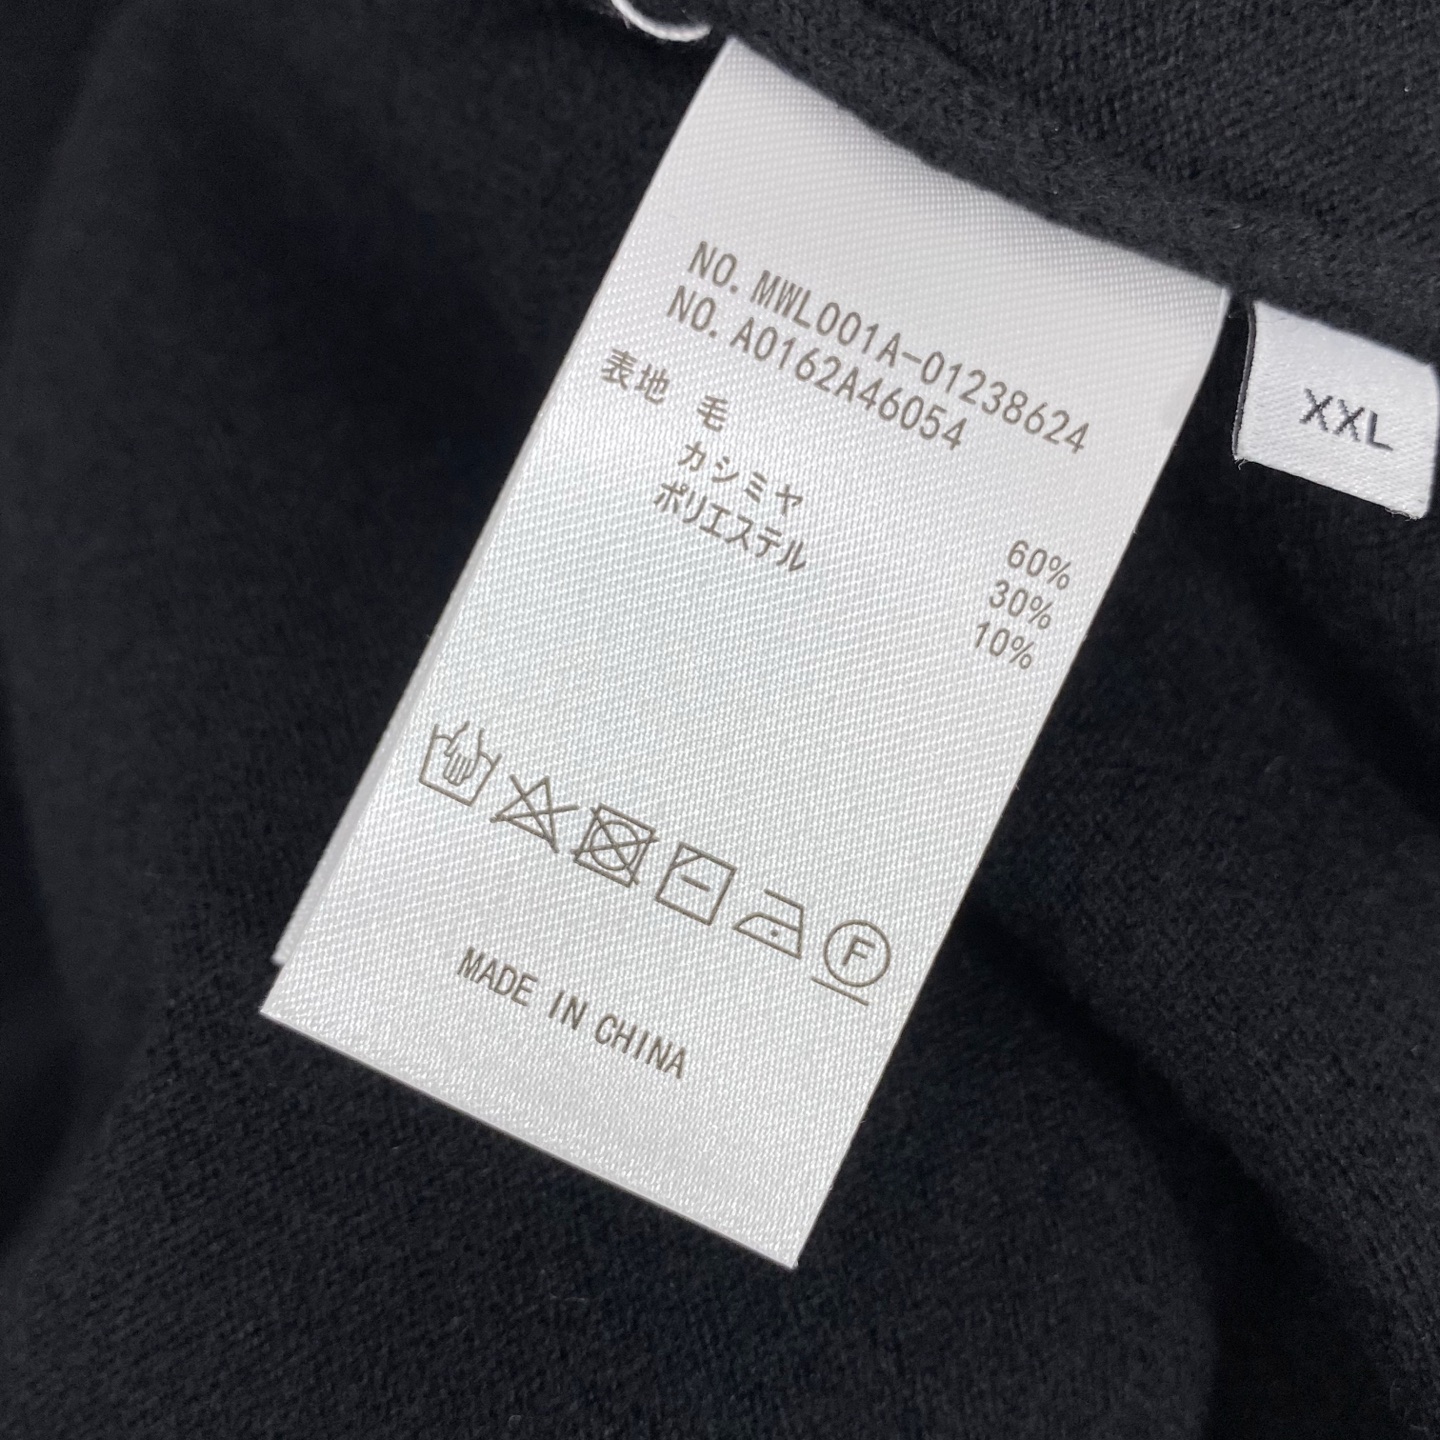 NO. MWL001A-01238624
NO. A0162A46054
表地 毛 60%
カシミヤ 30%
ポリエステル 10%
F
MADE IN CHINA
XXL